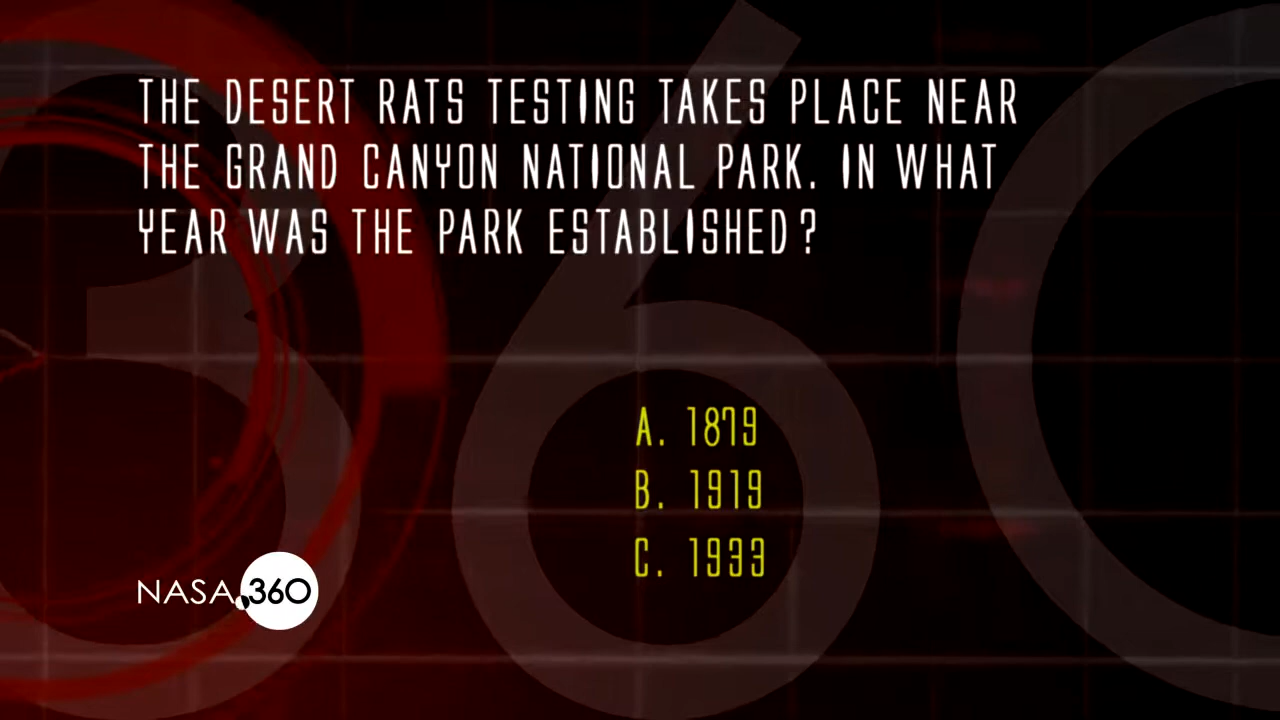 THE DESERT RATS TESTING TAKES PLACE NEAR
THE GRAND CANYON NATIONAL PARK. IN WHAT
YEAR WAS THE PARK ESTABLISHED?
A. 1879
B. 1919
C. 1933
NASA 360
360